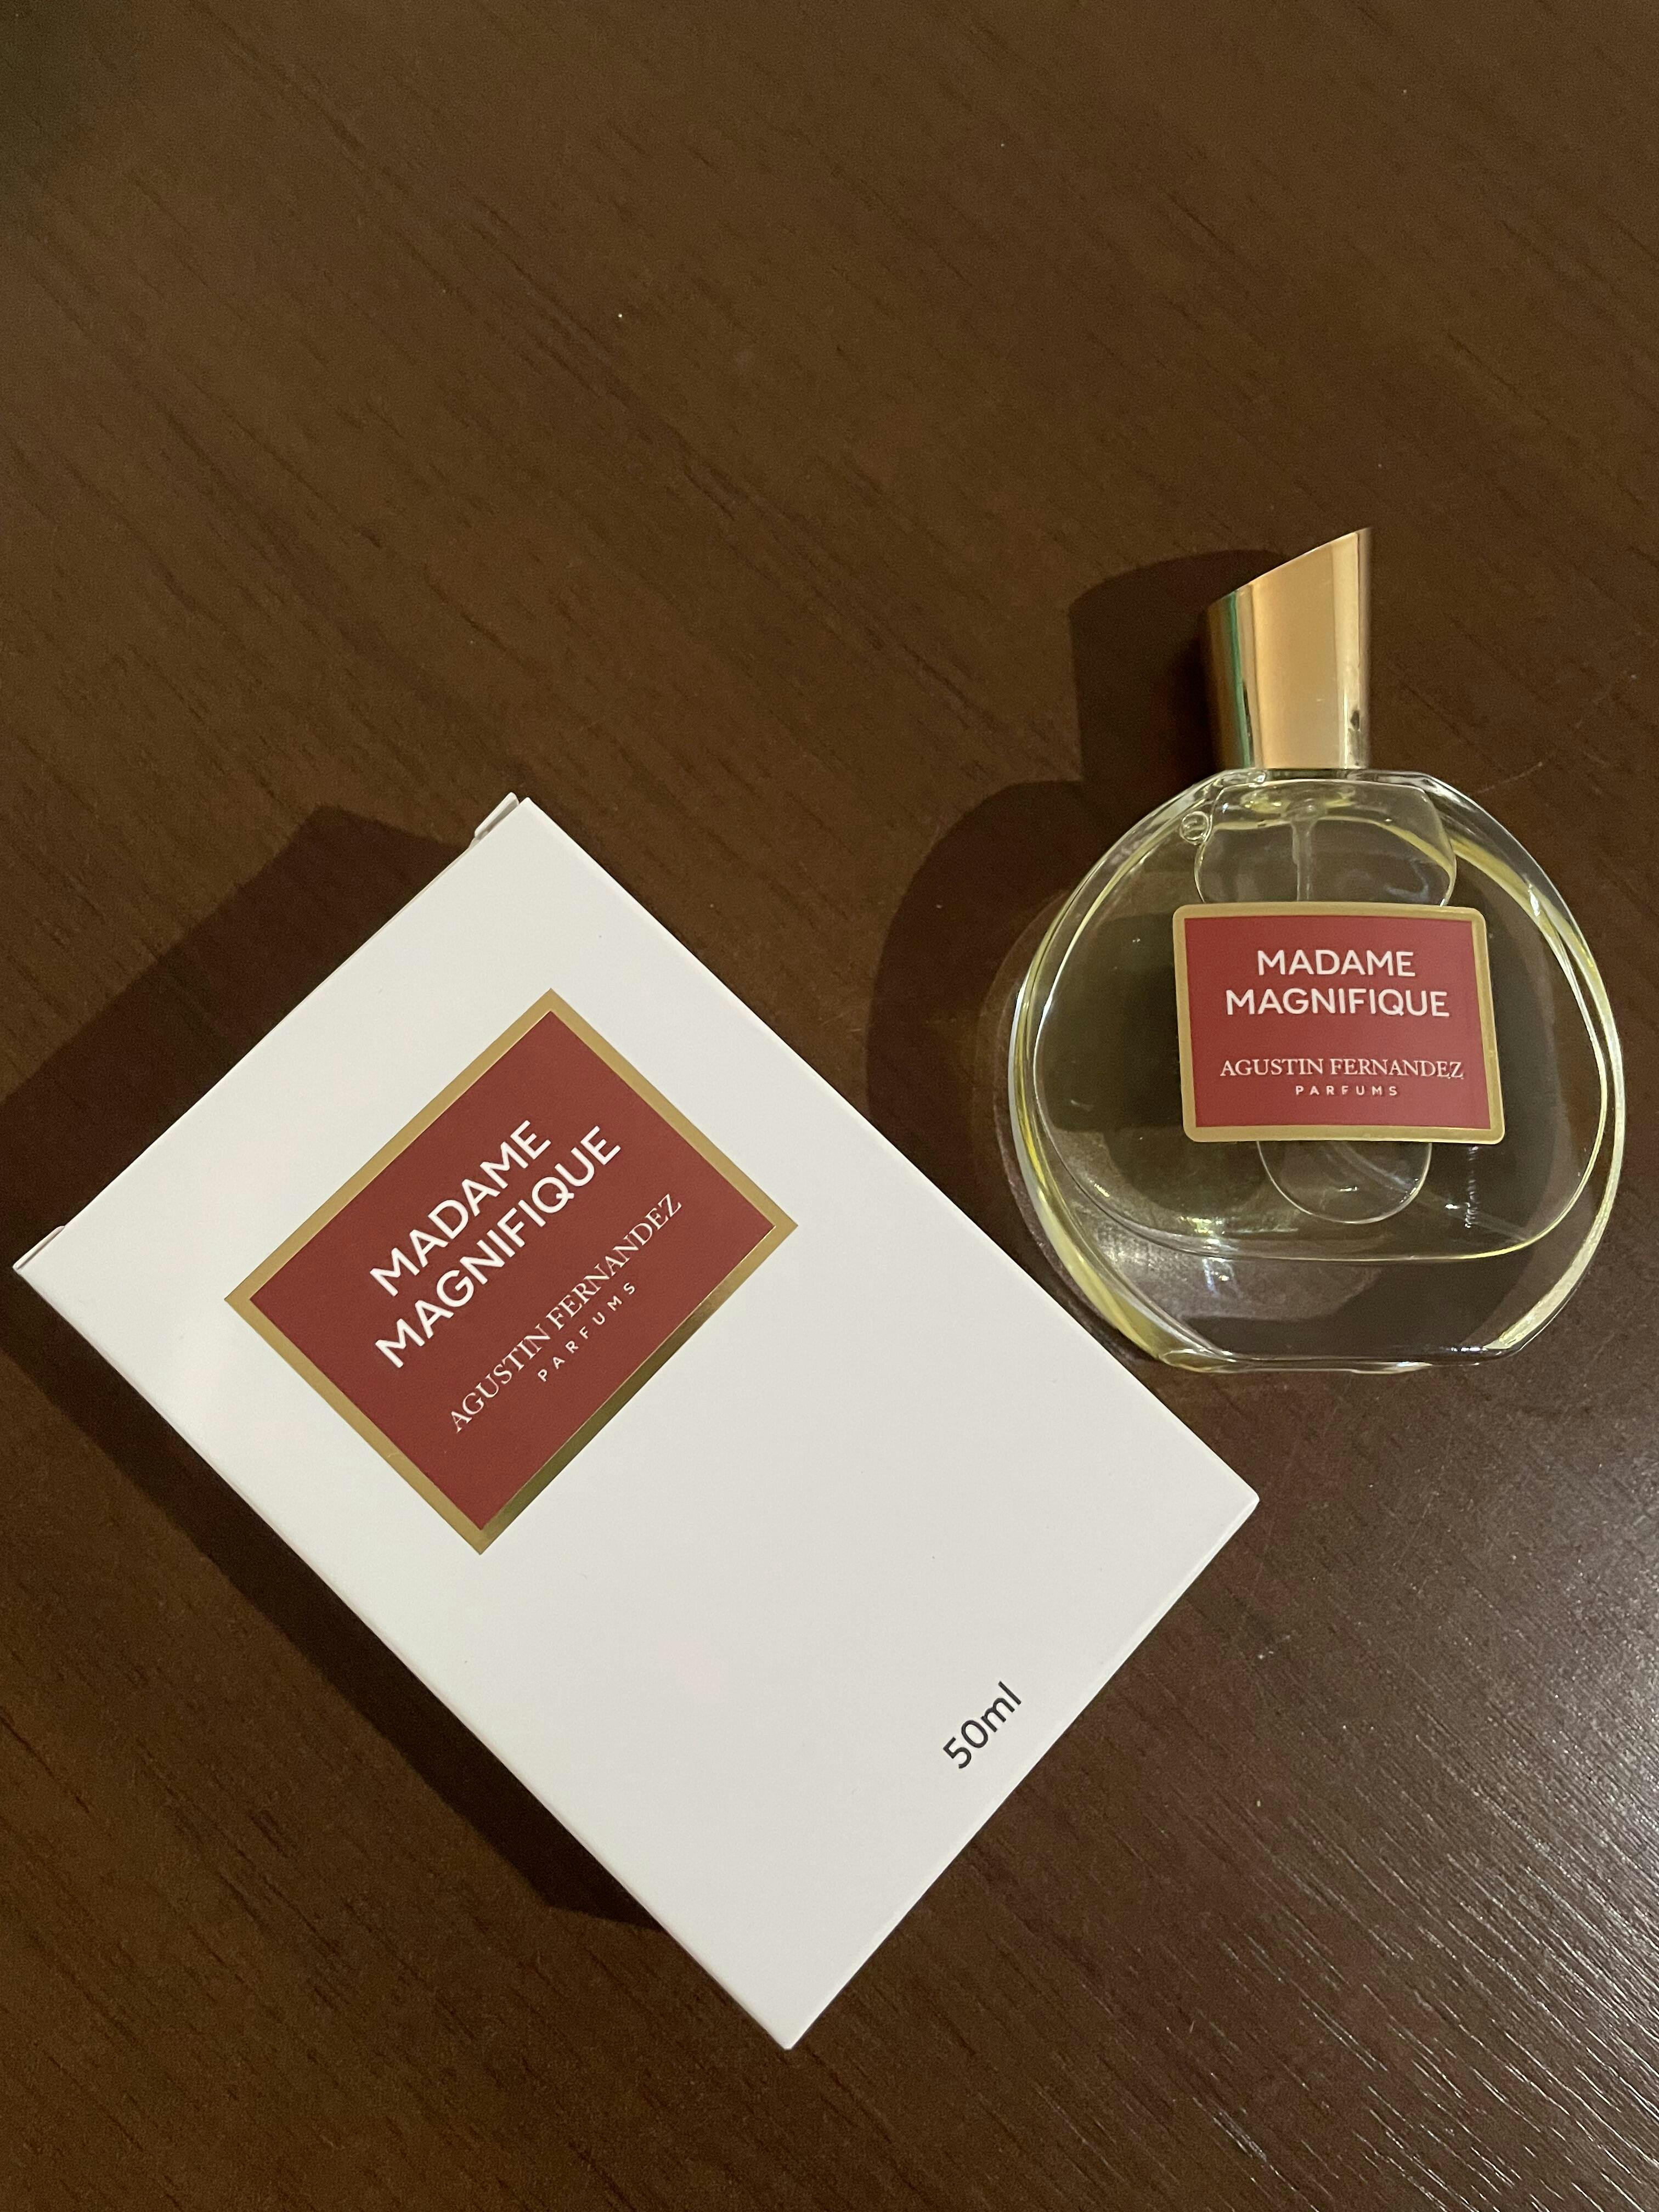 MADAME
MAGNIFIQUE
AGUSTIN FERNANDEZ
PARFUMS
50ml
MADAME
MAGNIFIQUE
AGUSTIN FERNANDEZ
PARFUMS